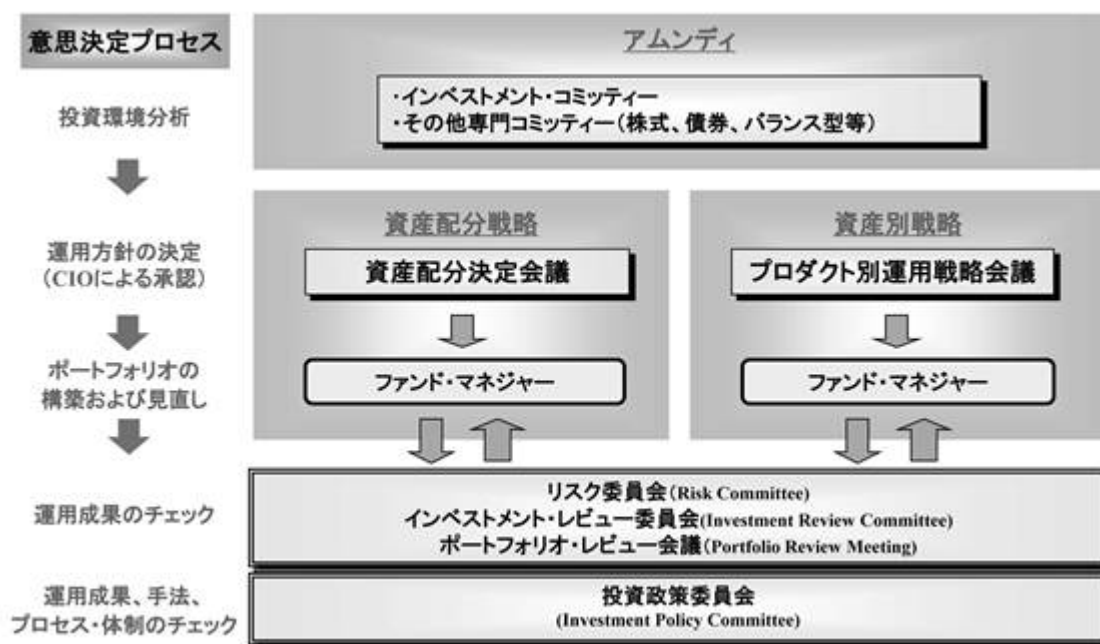 意思決定プロセス
投資環境分析
運用方針の決定
(CIOによる承認)
ポートフォリオの
構築および見直し
運用成果のチェック
運用成果、手法、
プロセス・体制のチェック
アムンディ
・インベストメント・コミッティー
・その他専門コミッティー(株式、債券、バランス型等)
資産配分戦略
資産配分決定会議
ファンド・マネジャー
資産別戦略
プロダクト別運用戦略会議
ファンド・マネジャー
リスク委員会(Risk Committee)
インベストメント・レビュー委員会(Investment Review Committee)
ポートフォリオ・レビュー会議(Portfolio Review Meeting)
投資政策委員会
(Investment Policy Committee)